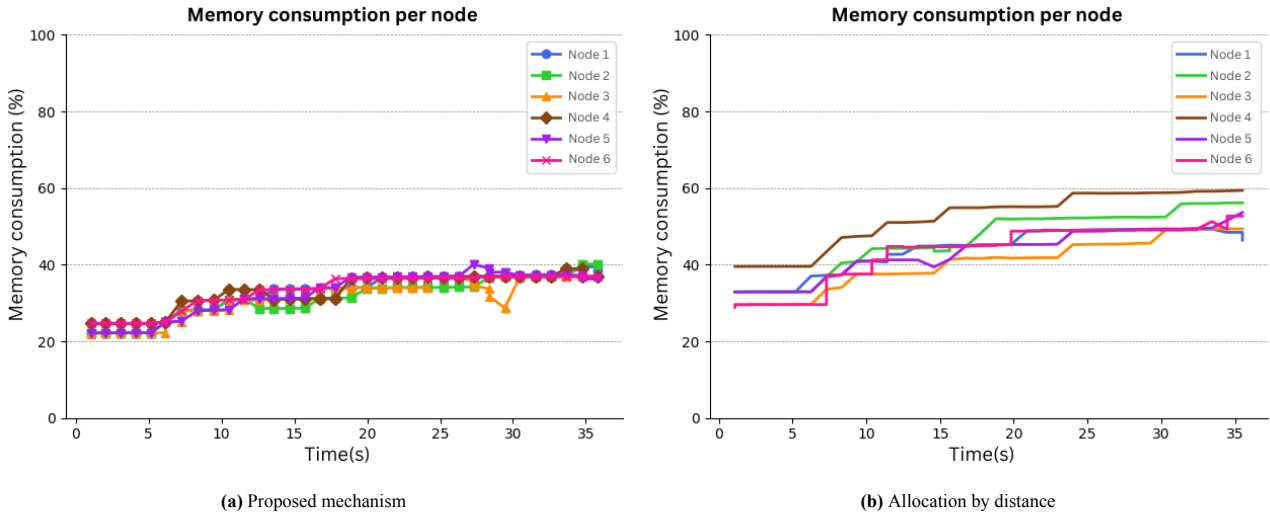 Memory consumption per node
Memory consumption (%)
100
80
60
40
20
0
0 5 10 15 20 25 30 35
Time(s)
Node 1
Node 2
Node 3
Node 4
Node 5
Node 6
(a) Proposed mechanism
Memory consumption per node
Memory consumption (%)
100
80
60
40
20
0
0 5 10 15 20 25 30 35
Time(s)
Node 1
Node 2
Node 3
Node 4
Node 5
Node 6
(b) Allocation by distance